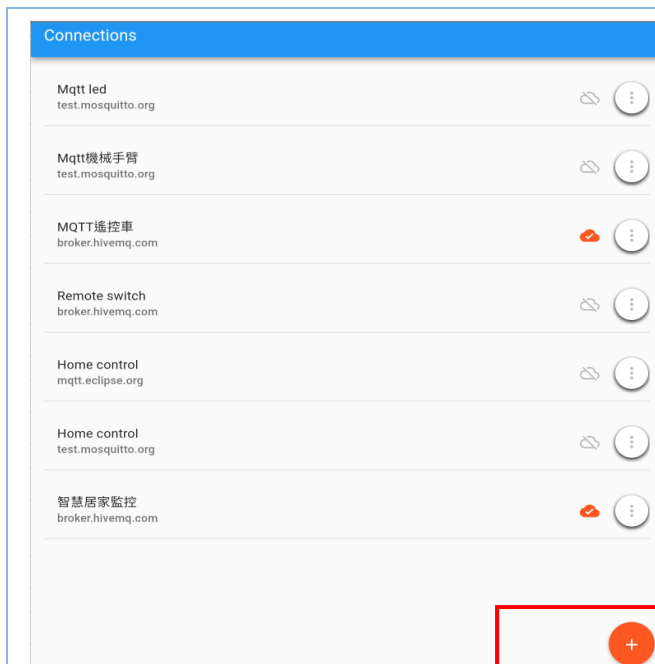 Connections
Mqtt led
test.mosquitto.org
Mqtt機械手臂
test.mosquitto.org
MQTT遙控車
broker.hivemq.com
Remote switch
broker.hivemq.com
Home control
mqtt.eclipse.org
Home control
test.mosquitto.org
智慧居家監控
broker.hivemq.com